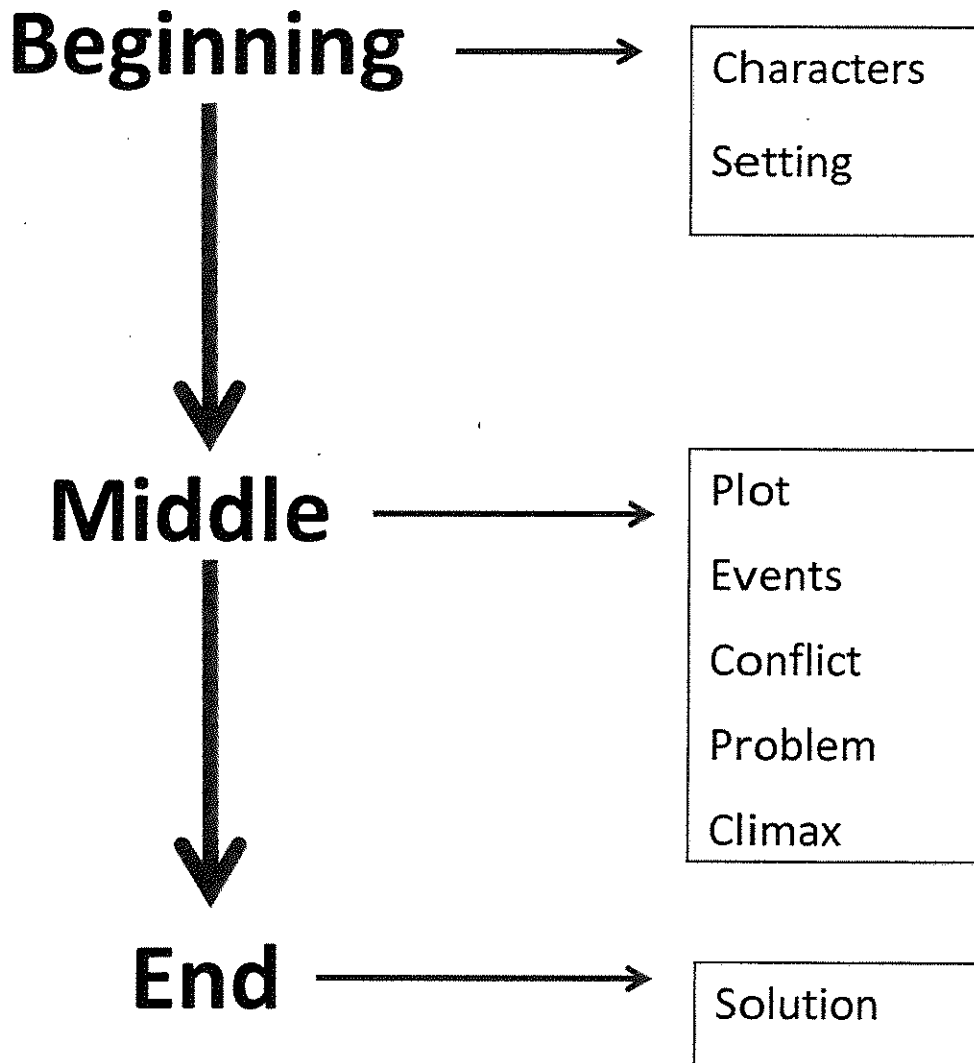 Beginning
Characters
Setting
Middle
Plot
Events
Conflict
Problem
Climax
End
Solution